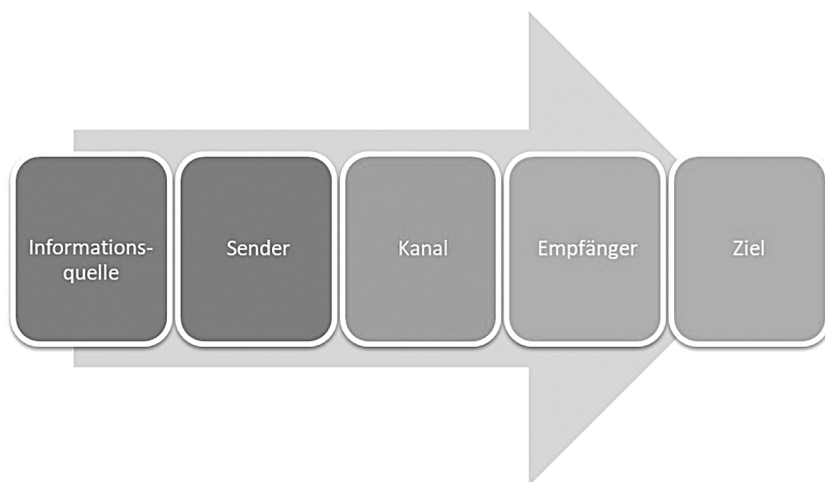 Informations-
quelle
Sender
Kanal
Empfänger
Ziel